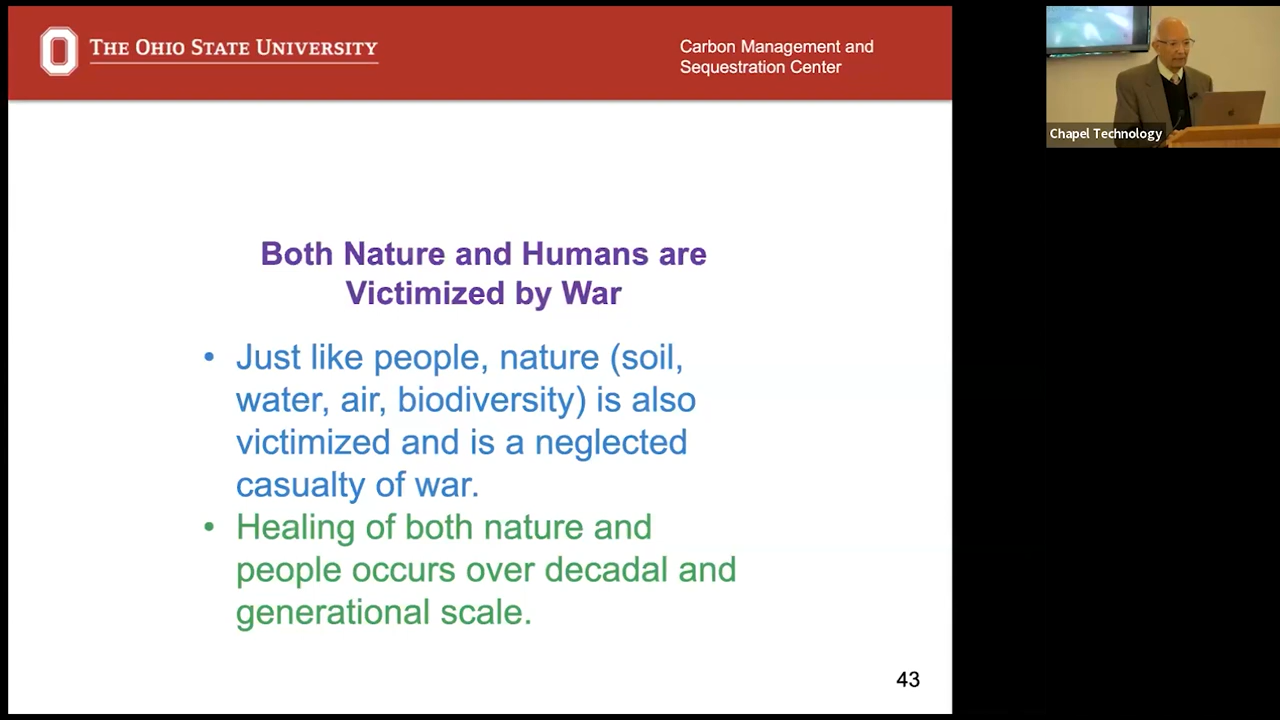 THE OHIO STATE UNIVERSITY
Carbon Management and
Sequestration Center
Chapel Technology
Both Nature and Humans are
Victimized by War
• Just like people, nature (soil,
water, air, biodiversity) is also
victimized and is a neglected
casualty of war.
• Healing of both nature and
people occurs over decadal and
generational scale.
43